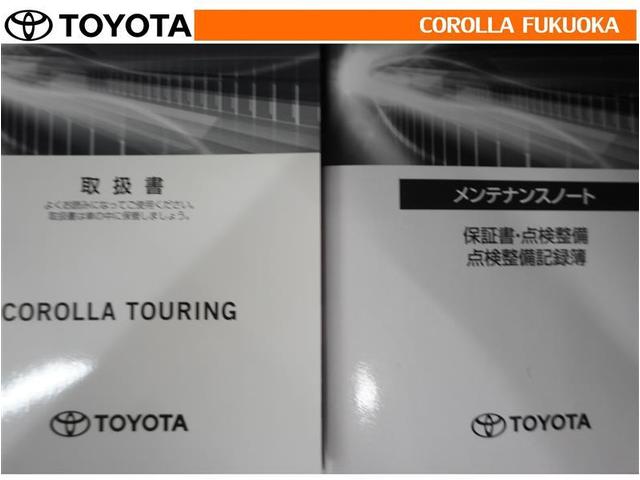 TOYOTA
COROLLA FUKUOKA
取扱書
よくお読みになってご使用ください。
取扱書は車の中に保管しましょう。
COROLLA TOURING
TOYOTA
メンテナンスノート
保証書・点検整備
点検整備記録簿
TOYOTA